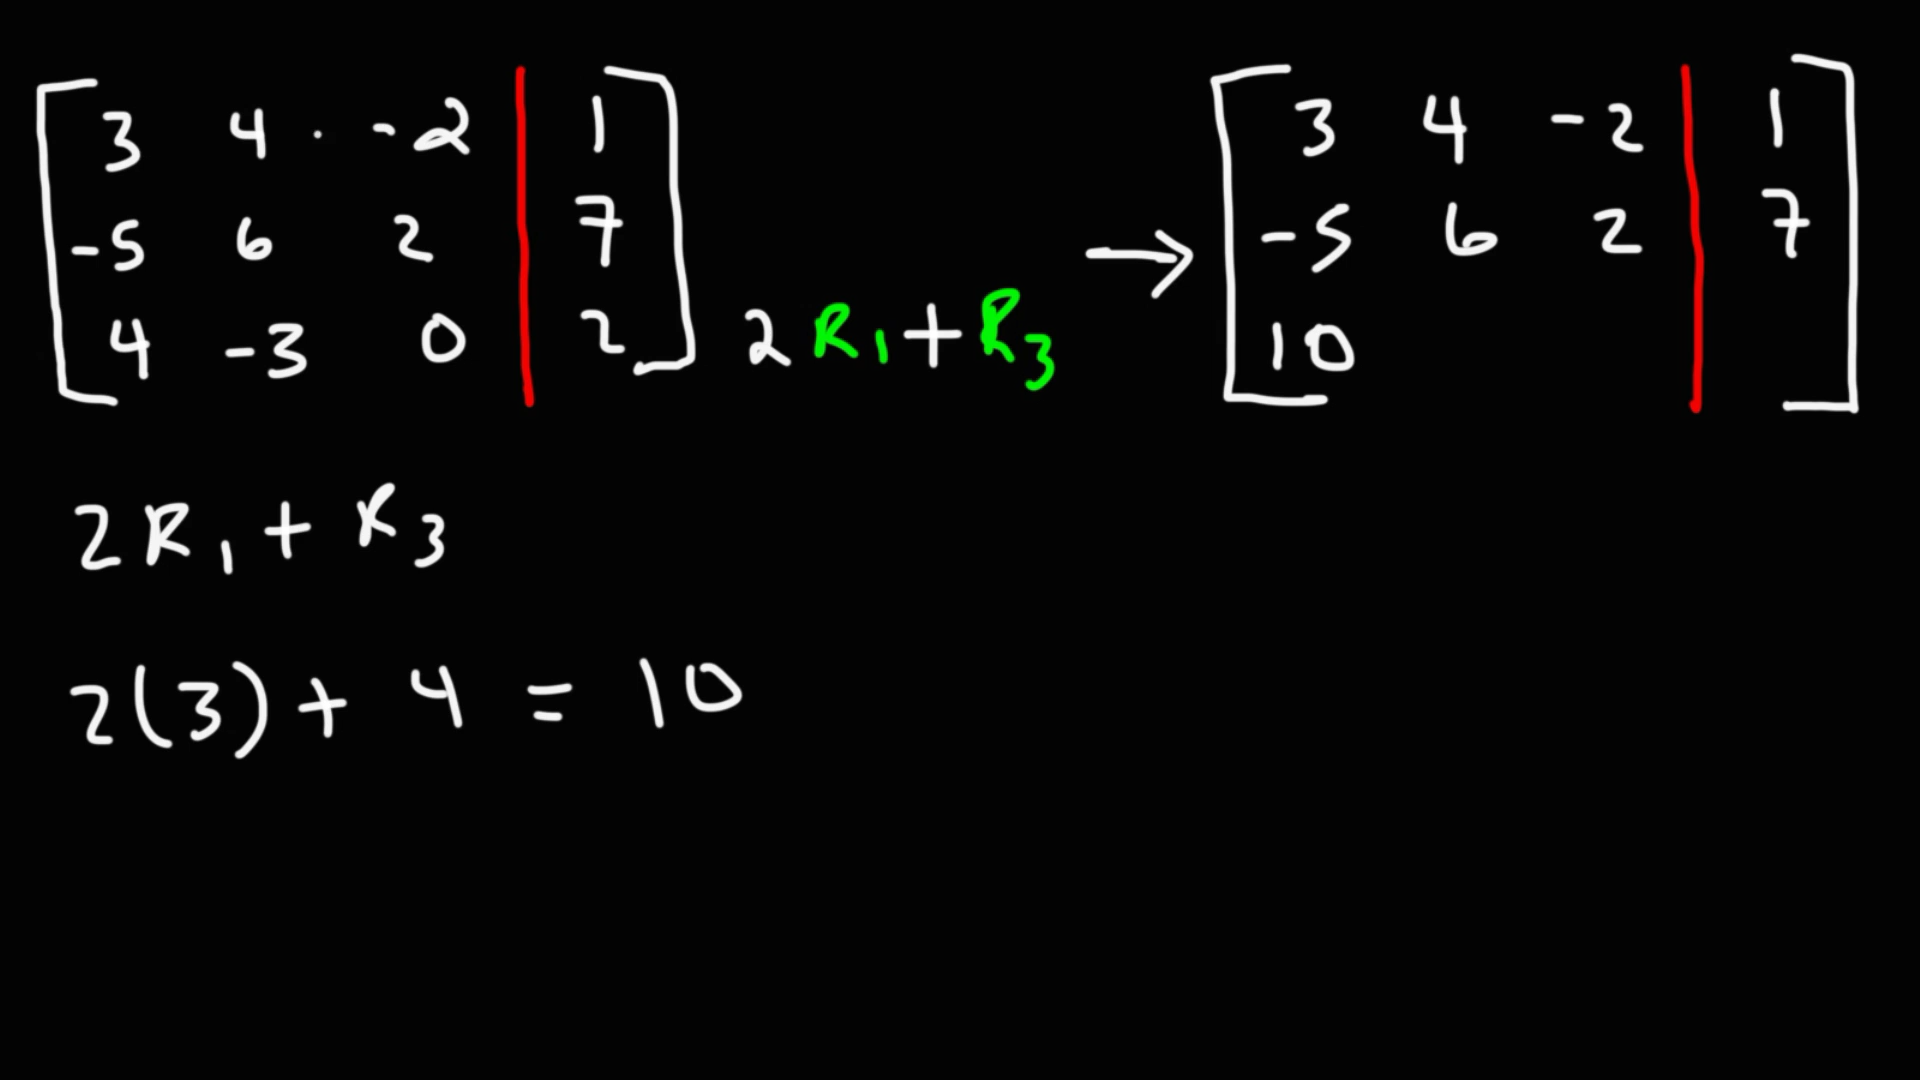 3 4 · -2 | 1
-5 6 2 | 7
4 -3 0 | 2 2R₁+R₃ →
3 4 -2 | 1
-5 6 2 | 7
10
2R₁+R₃
2(3)+4=10